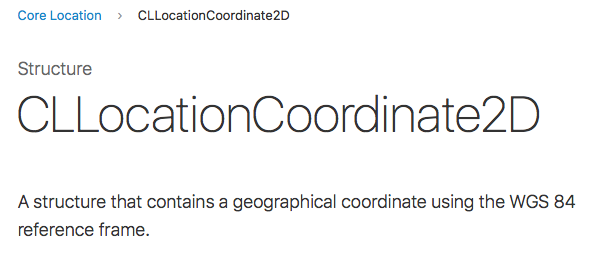 Core Location › CLLocationCoordinate2D
Structure
CLLocationCoordinate2D
A structure that contains a geographical coordinate using the WGS 84
reference frame.